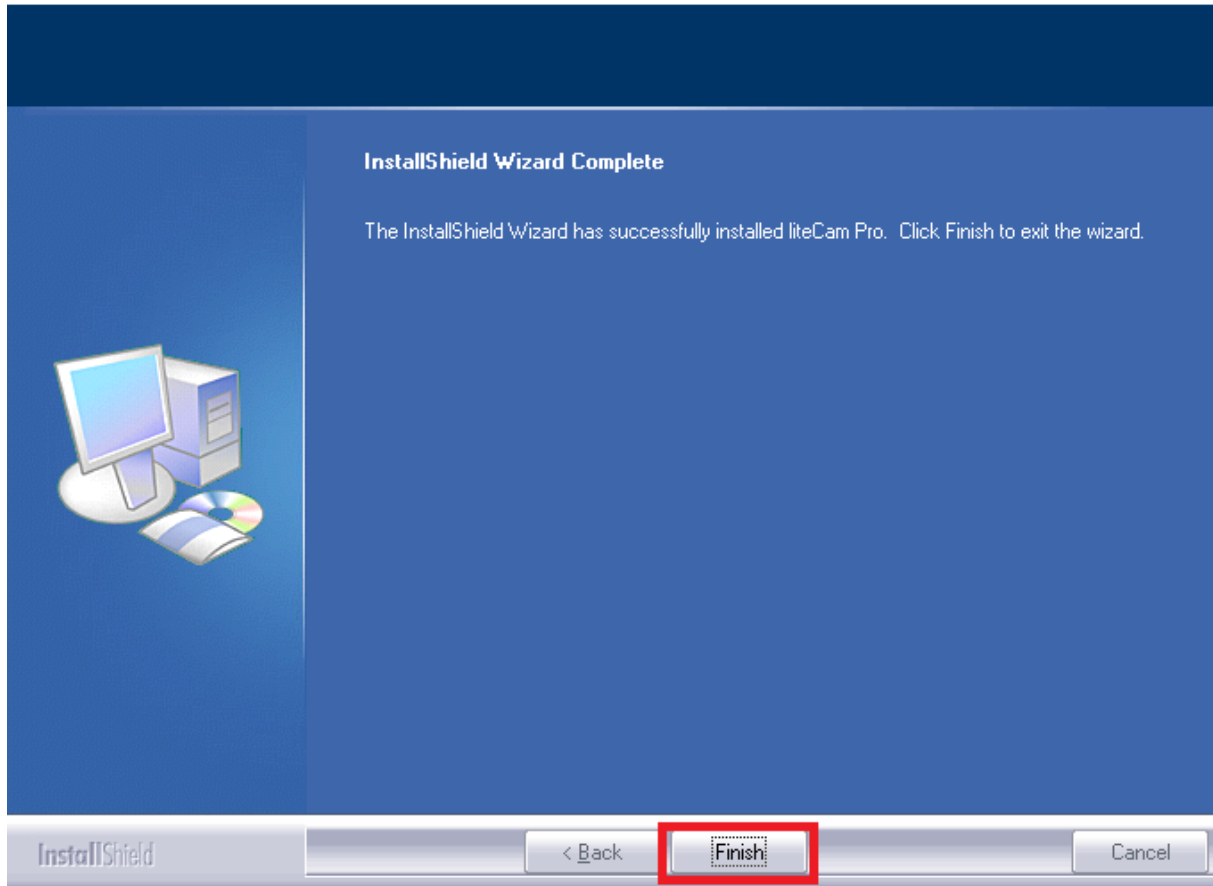 InstallShield Wizard Complete
The InstallShield Wizard has successfully installed liteCam Pro.  Click Finish to exit the wizard.
InstallShield
< Back
Finish
Cancel